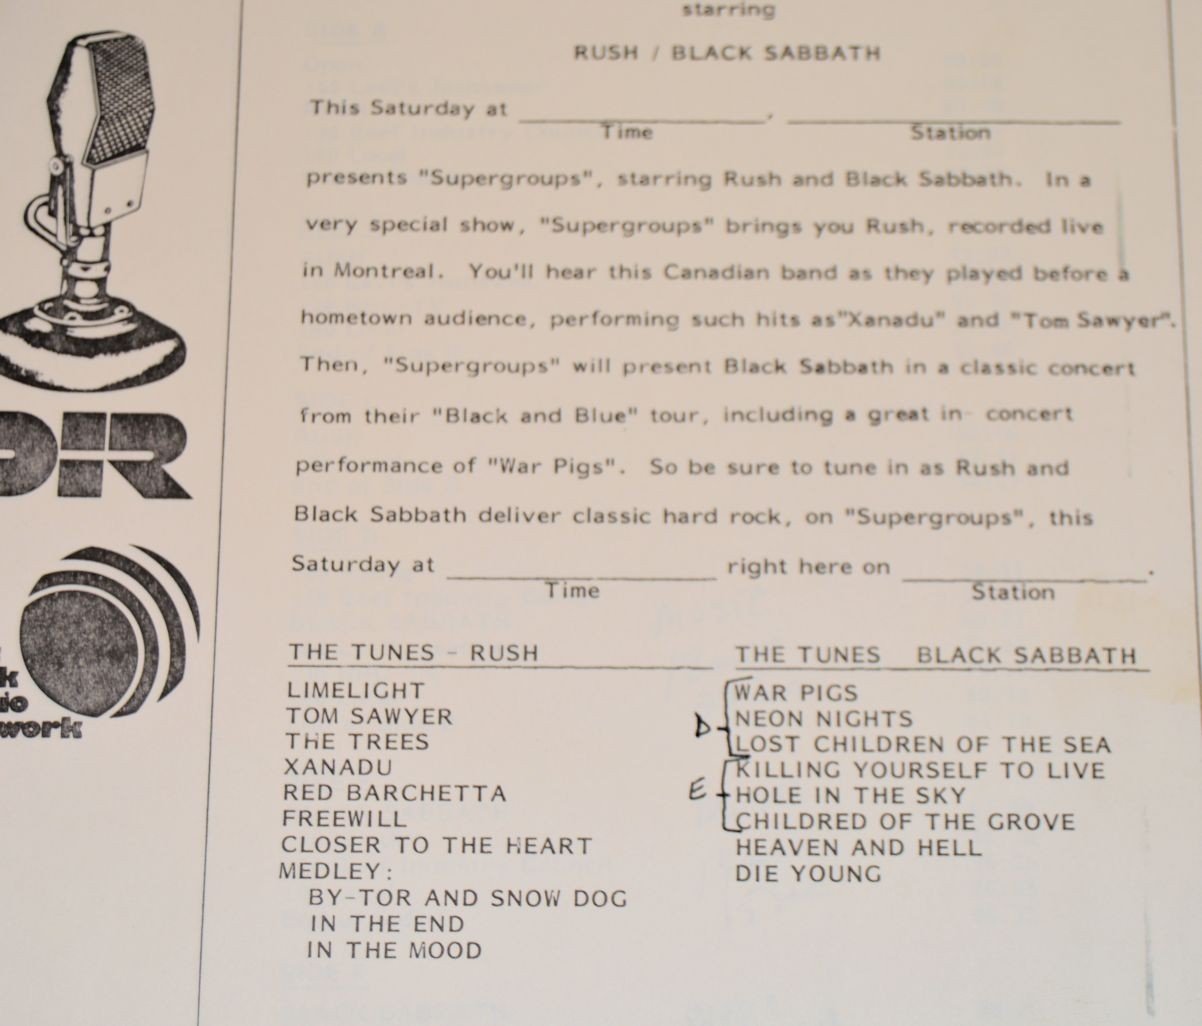 starring
RUSH / BLACK SABBATH
This Saturday at ____________, ____________
Time Station
presents "Supergroups", starring Rush and Black Sabbath. In a
very special show, "Supergroups" brings you Rush, recorded live
in Montreal. You'll hear this Canadian band as they played before a
hometown audience, performing such hits as"Xanadu" and "Tom Sawyer".
Then, "Supergroups" will present Black Sabbath in a classic concert
from their "Black and Blue" tour, including a great in- concert
performance of "War Pigs". So be sure to tune in as Rush and
Black Sabbath deliver classic hard rock, on "Supergroups", this
Saturday at ____________ right here on ____________.
Time Station
THE TUNES - RUSH
LIMELIGHT
TOM SAWYER
THE TREES
XANADU
RED BARCHETTA
FREEWILL
CLOSER TO THE HEART
MEDLEY:
BY-TOR AND SNOW DOG
IN THE END
IN THE MOOD
THE TUNES BLACK SABBATH
WAR PIGS
D NEON NIGHTS
LOST CHILDREN OF THE SEA
KILLING YOURSELF TO LIVE
E HOLE IN THE SKY
CHILDRED OF THE GROVE
HEAVEN AND HELL
DIE YOUNG
DIR
k
io
work